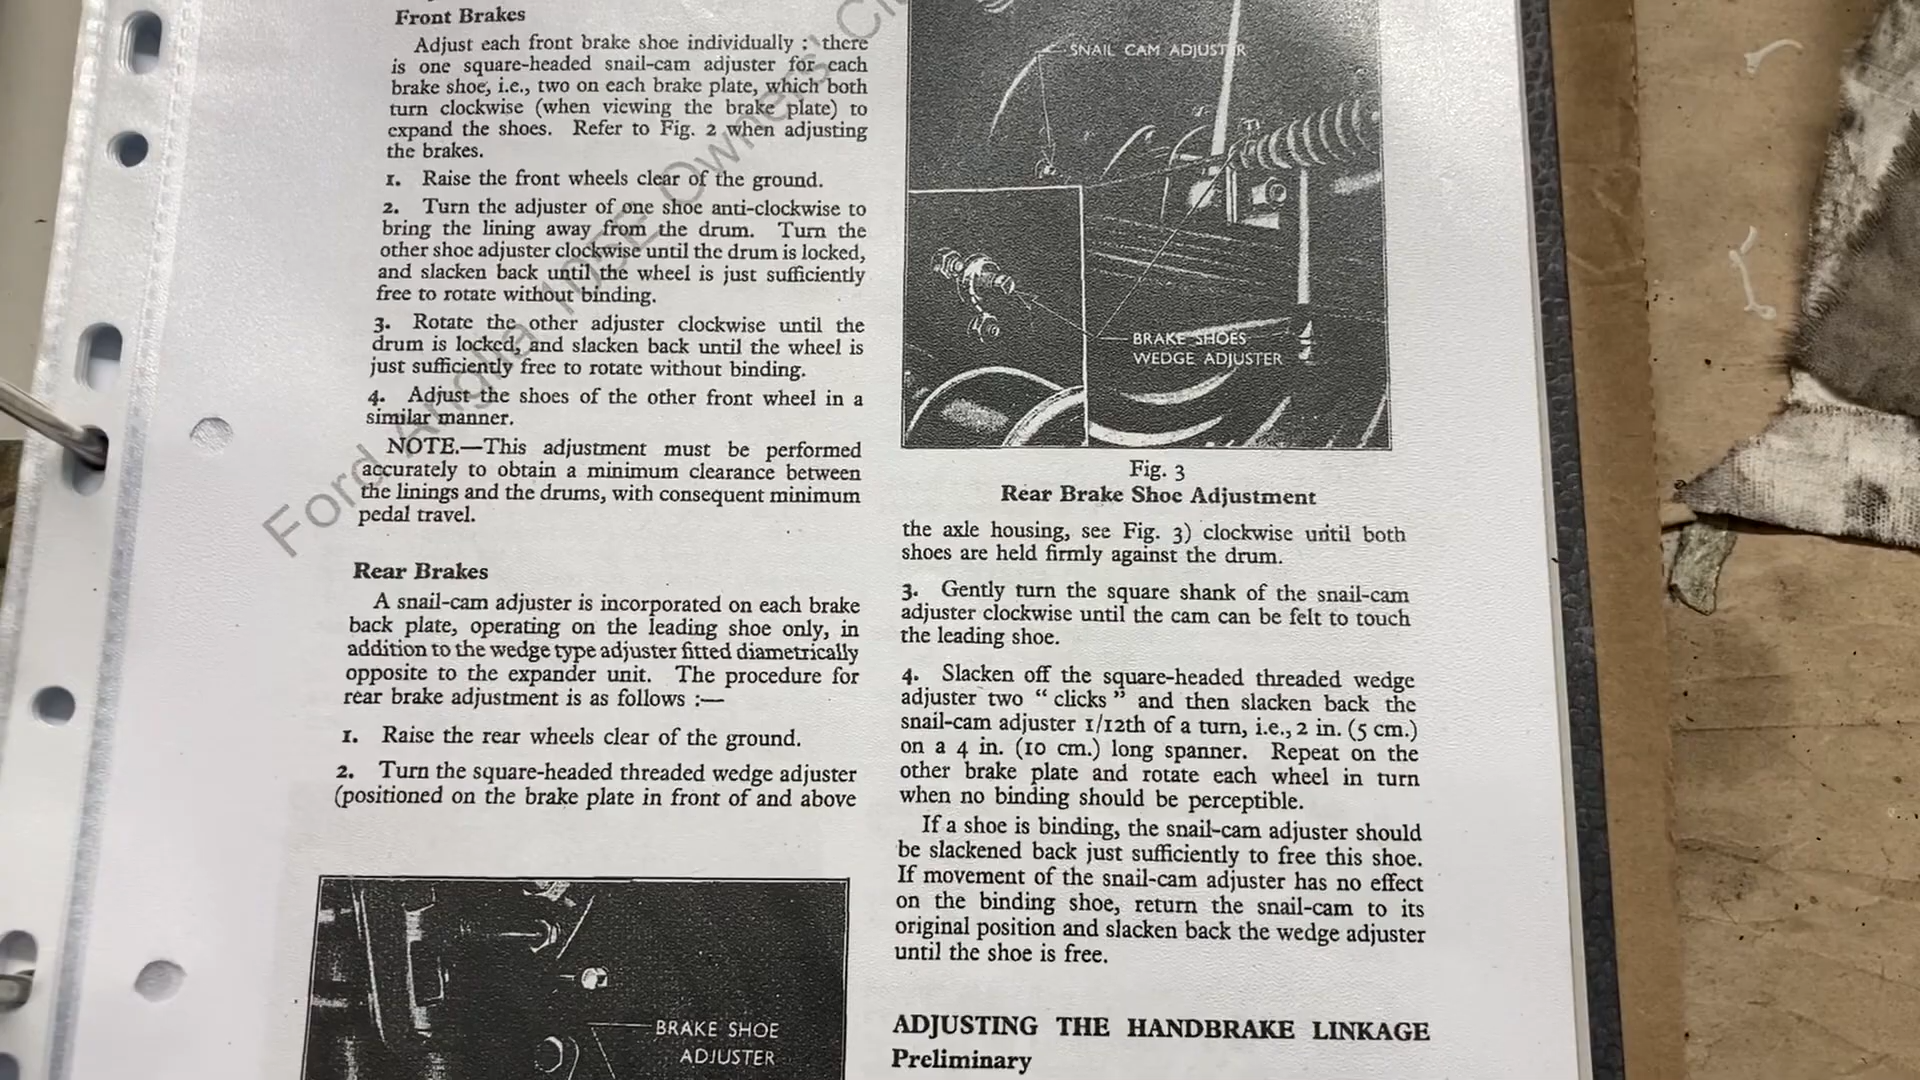 Front Brakes
Adjust each front brake shoe individually : there
is one square-headed snail-cam adjuster for each
brake shoe, i.e., two on each brake plate, which both
turn clockwise (when viewing the brake plate) to
expand the shoes. Refer to Fig. 2 when adjusting
the brakes.
1. Raise the front wheels clear of the ground.
2. Turn the adjuster of one shoe anti-clockwise to
bring the lining away from the drum. Turn the
other shoe adjuster clockwise until the drum is locked,
and slacken back until the wheel is just sufficiently
free to rotate without binding.
3. Rotate the other adjuster clockwise until the
drum is locked, and slacken back until the wheel is
just sufficiently free to rotate without binding.
4. Adjust the shoes of the other front wheel in a
similar manner.
NOTE.—This adjustment must be performed
accurately to obtain a minimum clearance between
the linings and the drums, with consequent minimum
pedal travel.
Rear Brakes
A snail-cam adjuster is incorporated on each brake
back plate, operating on the leading shoe only, in
addition to the wedge type adjuster fitted diametrically
opposite to the expander unit. The procedure for
rear brake adjustment is as follows :—
1. Raise the rear wheels clear of the ground.
2. Turn the square-headed threaded wedge adjuster
(positioned on the brake plate in front of and above
BRAKE SHOE
ADJUSTER
SNAIL CAM ADJUSTER
BRAKE SHOES
WEDGE ADJUSTER
Fig. 3
Rear Brake Shoe Adjustment
the axle housing, see Fig. 3) clockwise until both
shoes are held firmly against the drum.
3. Gently turn the square shank of the snail-cam
adjuster clockwise until the cam can be felt to touch
the leading shoe.
4. Slacken off the square-headed threaded wedge
adjuster two “ clicks ” and then slacken back the
snail-cam adjuster 1/12th of a turn, i.e., 2 in. (5 cm.)
on a 4 in. (10 cm.) long spanner. Repeat on the
other brake plate and rotate each wheel in turn
when no binding should be perceptible.
If a shoe is binding, the snail-cam adjuster should
be slackened back just sufficiently to free this shoe.
If movement of the snail-cam adjuster has no effect
on the binding shoe, return the snail-cam to its
original position and slacken back the wedge adjuster
until the shoe is free.
ADJUSTING THE HANDBRAKE LINKAGE
Preliminary
Ford Anglia 105E Owners'